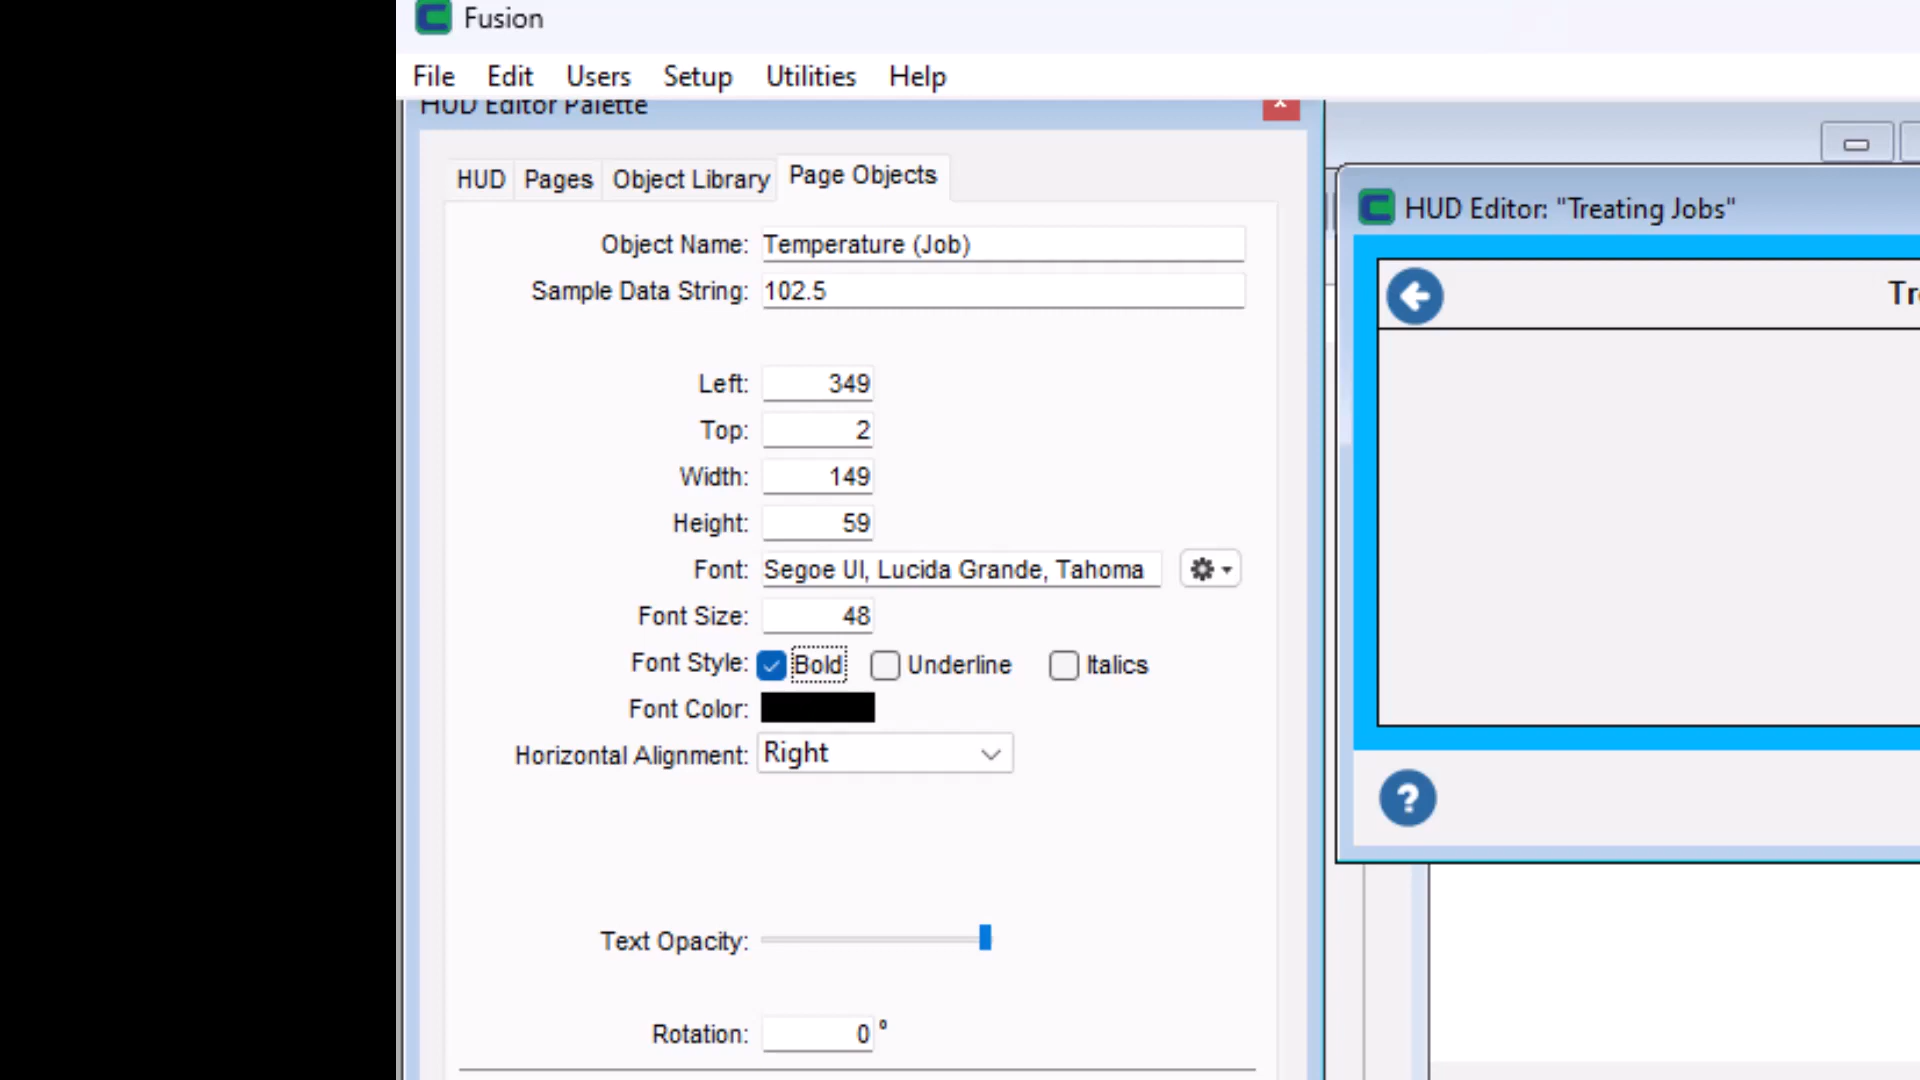 Fusion
File Edit Users Setup Utilities Help
HUD Editor Palette
HUD Pages Object Library Page Objects
Object Name: Temperature (Job)
Sample Data String: 102.5
Left: 349
Top: 2
Width: 149
Height: 59
Font: Segoe UI, Lucida Grande, Tahoma
Font Size: 48
Font Style: Bold Underline Italics
Font Color:
Horizontal Alignment: Right
Text Opacity:
Rotation: 0 °
HUD Editor: "Treating Jobs"